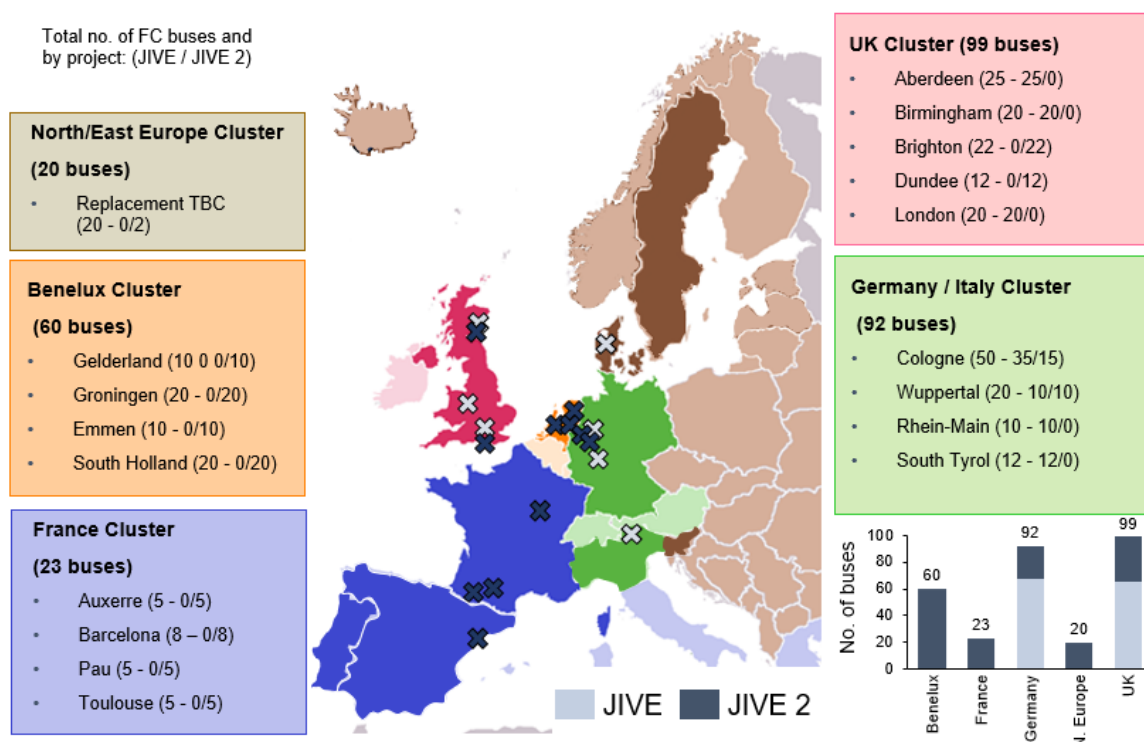 Total no. of FC buses and
by project: (JIVE / JIVE 2)
North/East Europe Cluster
(20 buses)
• Replacement TBC
(20 - 0/2)
Benelux Cluster
(60 buses)
• Gelderland (10 0 0/10)
• Groningen (20 - 0/20)
• Emmen (10 - 0/10)
• South Holland (20 - 0/20)
France Cluster
(23 buses)
• Auxerre (5 - 0/5)
• Barcelona (8 – 0/8)
• Pau (5 - 0/5)
• Toulouse (5 - 0/5)
JIVE
JIVE 2
UK Cluster (99 buses)
• Aberdeen (25 - 25/0)
• Birmingham (20 - 20/0)
• Brighton (22 - 0/22)
• Dundee (12 - 0/12)
• London (20 - 20/0)
Germany / Italy Cluster
(92 buses)
• Cologne (50 - 35/15)
• Wuppertal (20 - 10/10)
• Rhein-Main (10 - 10/0)
• South Tyrol (12 - 12/0)
No. of buses
100
80
60
40
20
0
60
23
92
20
99
Benelux
France
Germany
N. Europe
UK